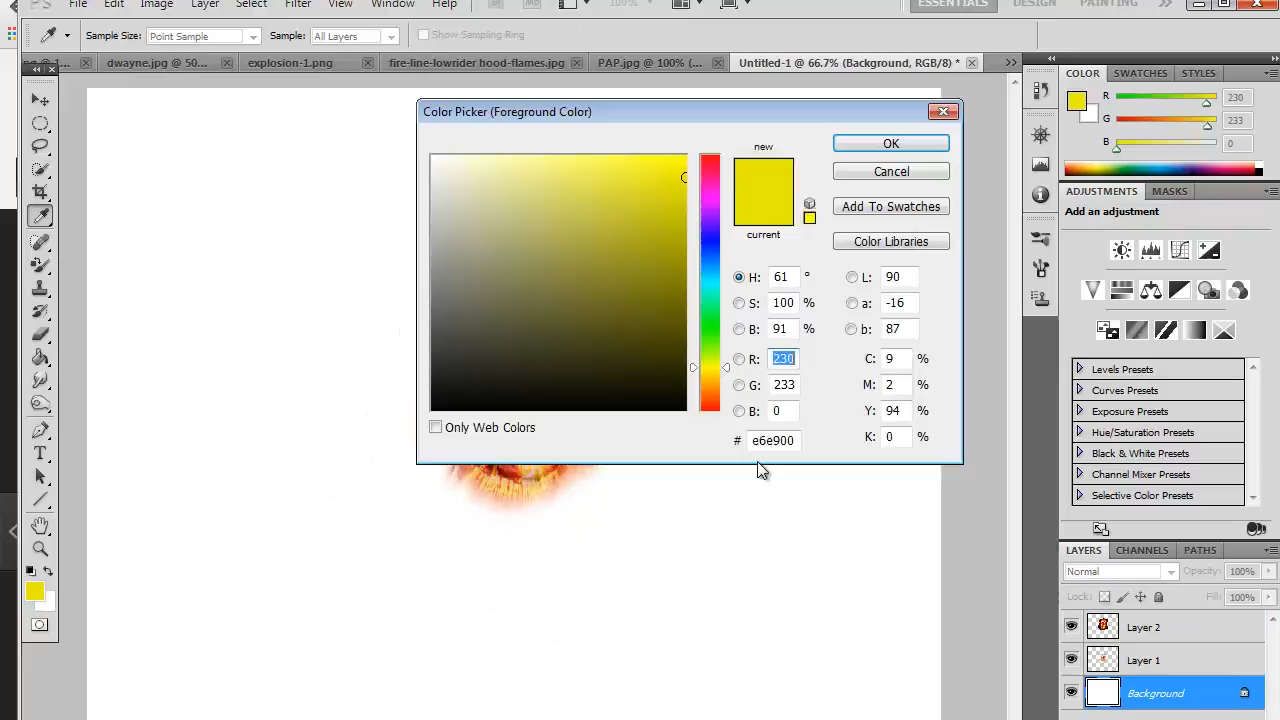 PS File Edit Image Layer Select Filter View Window Help Br Mb 100% ESSENTIALS DESIGN PAINTING
Sample Size: Point Sample Sample: All Layers Show Sampling Ring
dwayne.jpg @ 50... explosion-1.png fire-line-lowrider hood-flames.jpg PAP.jpg @ 100% (... Untitled-1 @ 66.7% (Background, RGB/8) *
Color Picker (Foreground Color)
new
current
OK
Cancel
Add To Swatches
Color Libraries
H: 61 ° L: 90
S: 100 % a: -16
B: 91 % b: 87
R: 230 C: 9 %
G: 233 M: 2 %
B: 0 Y: 94 %
# e6e900 K: 0 %
Only Web Colors
COLOR SWATCHES STYLES
R 230
G 233
B 0
ADJUSTMENTS MASKS
Add an adjustment
Levels Presets
Curves Presets
Exposure Presets
Hue/Saturation Presets
Black & White Presets
Channel Mixer Presets
Selective Color Presets
LAYERS CHANNELS PATHS
Normal Opacity: 100%
Lock: Fill: 100%
Layer 2
Layer 1
Background